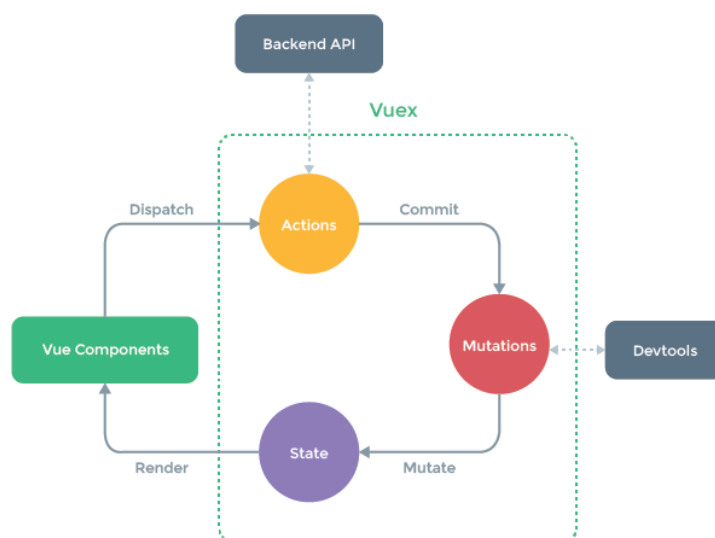 Backend API
Vuex
Dispatch
Commit
Actions
Vue Components
Mutations
Devtools
State
Render
Mutate